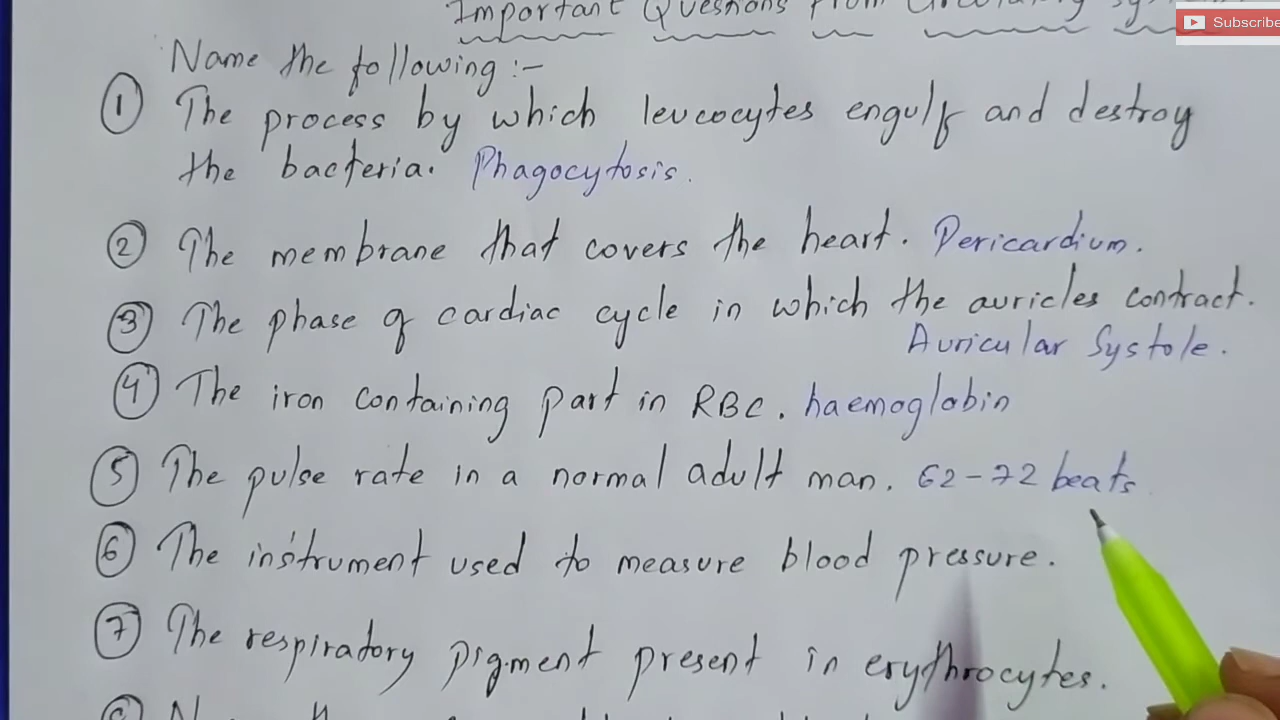 Important Questions from Circulatory
Subscribe
Name the following :-
① The process by which leucocytes engulf and destroy
the bacteria. Phagocytosis.
② The membrane that covers the heart. Pericardium.
③ The phase of cardiac cycle in which the auricles contract.
Auricular Systole.
④ The iron containing part in RBC. haemoglobin
⑤ The pulse rate in a normal adult man. 62-72 beats
⑥ The instrument used to measure blood pressure.
⑦ The respiratory pigment present in erythrocytes.